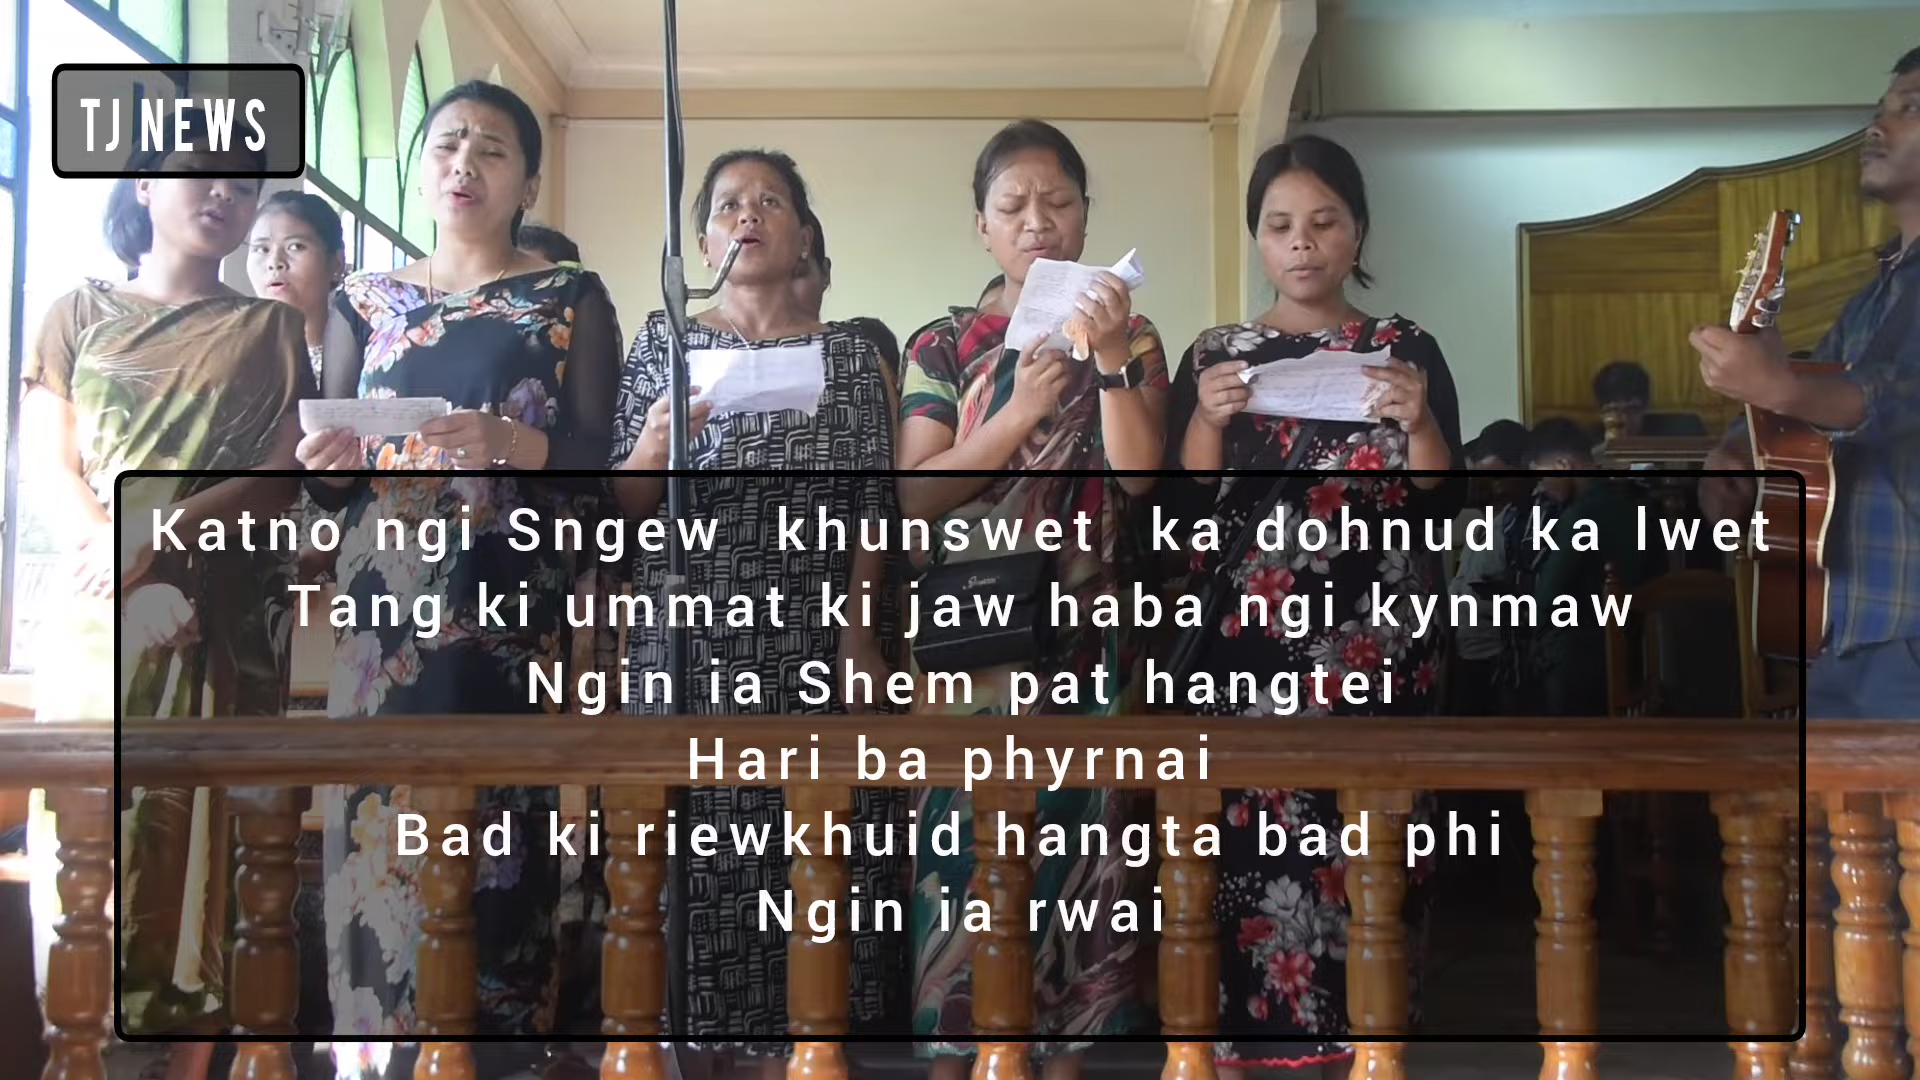 TJ NEWS
Katno ngi Sngew khunswet ka dohnud ka lwet
Tang ki ummat ki jaw haba ngi kynmaw
Ngin ia Shem pat hangtei
Hari ba phyrnai
Bad ki riewkhuid hangta bad phi
Ngin ia rwai